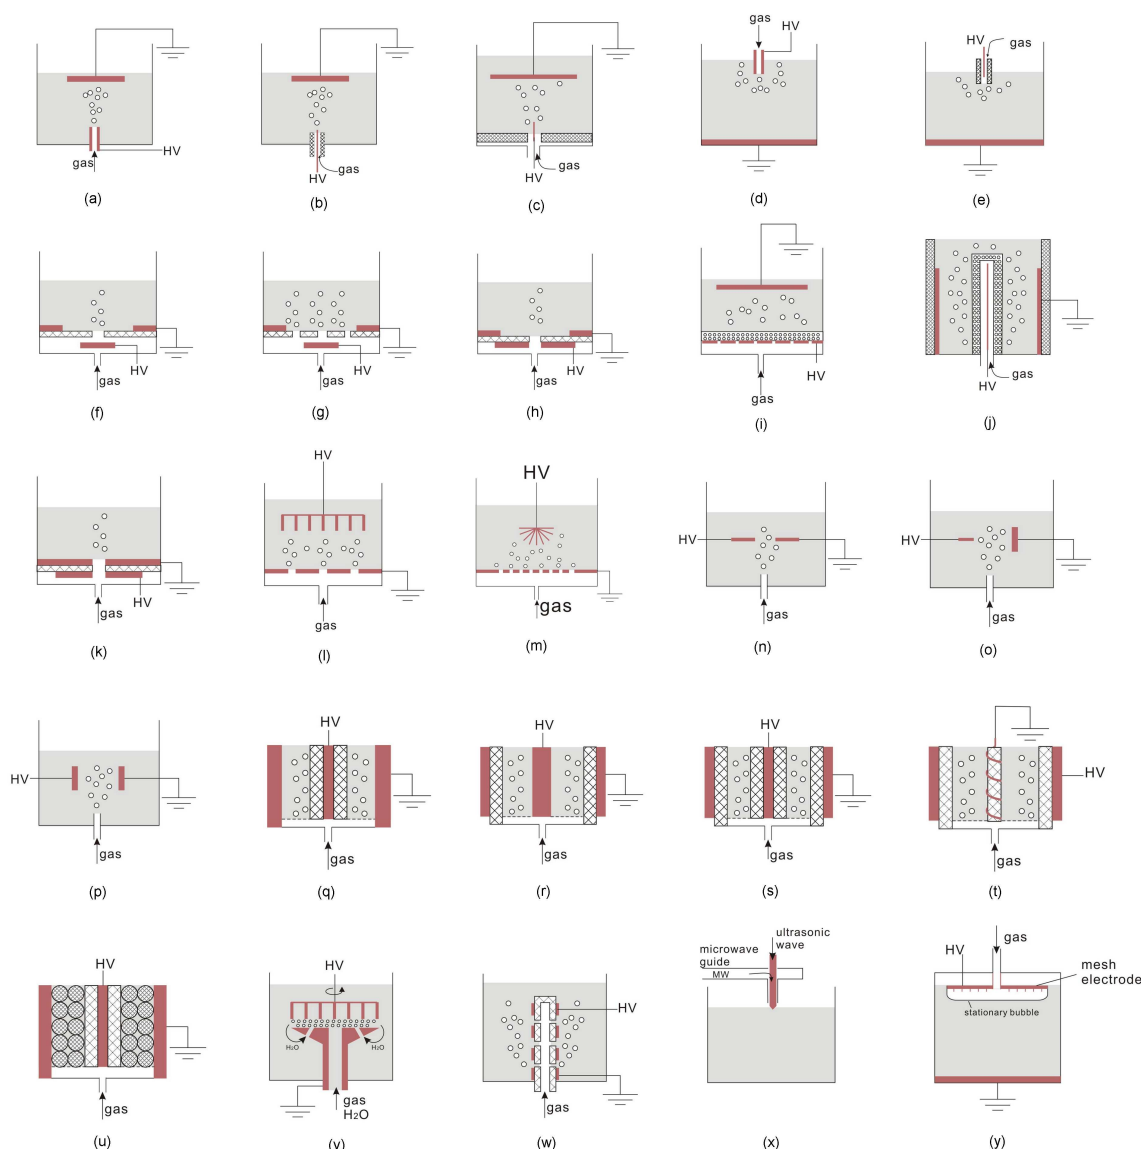 HV
gas
(a)
gas
HV
(b)
gas
HV
(c)
gas
HV
(d)
HV
gas
(e)
gas
HV
(f)
gas
HV
(g)
gas
HV
(h)
gas
HV
(i)
gas
HV
(j)
HV
gas
(k)
HV
gas
(l)
HV
gas
(m)
HV
gas
(n)
HV
gas
(o)
HV
gas
(p)
HV
gas
(q)
HV
gas
(r)
HV
gas
(s)
HV
gas
(t)
HV
gas
(u)
HV
H2O
H2O
gas
H2O
(v)
HV
gas
(w)
ultrasonic
wave
microwave
guide
MW
(x)
gas
HV
mesh
electrode
stationary bubble
(y)